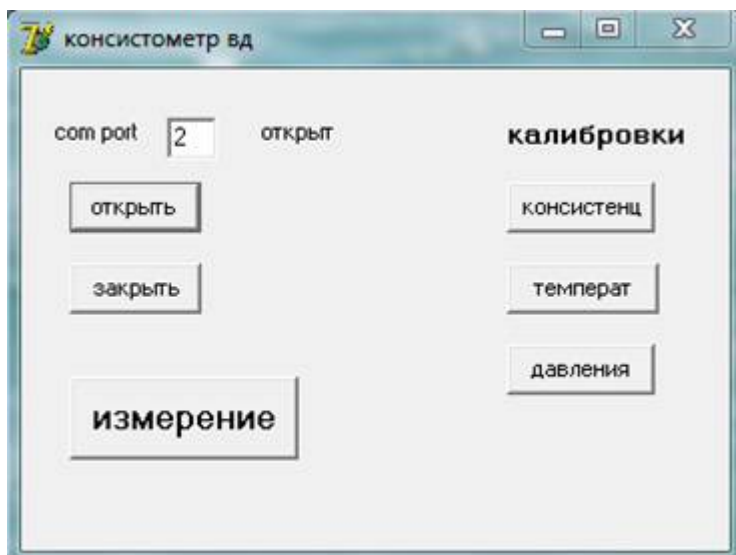 консистометр вд
com port 2 открыт
калибровки
открыть
консистенц
закрыть
температ
давления
измерение